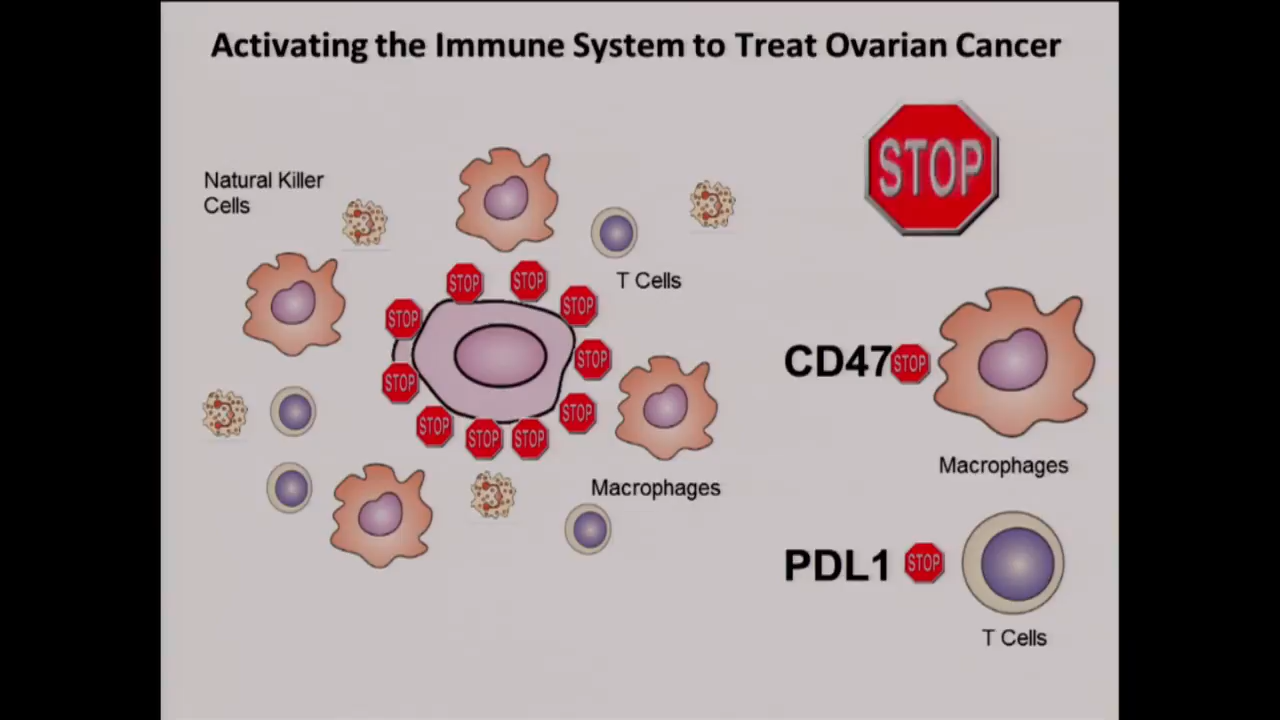 Activating the Immune System to Treat Ovarian Cancer
STOP
Natural Killer
Cells
T Cells
STOP
STOP
STOP
STOP
STOP
STOP
STOP
STOP
STOP
STOP
Macrophages
CD47 STOP
Macrophages
PDL1 STOP
T Cells